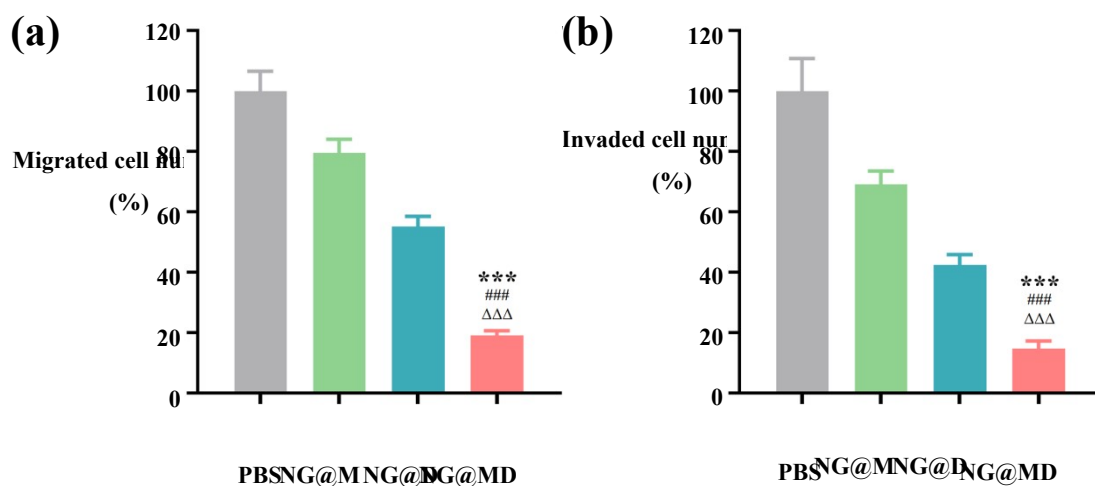 (a)
120
100
80
60
40
20
0
Migrated cell nu
(%)
***
###
ΔΔΔ
PBS NG@M NG@D NG@MD
(b)
120
100
80
60
40
20
0
Invaded cell nu
(%)
***
###
ΔΔΔ
PBS NG@M NG@D NG@MD